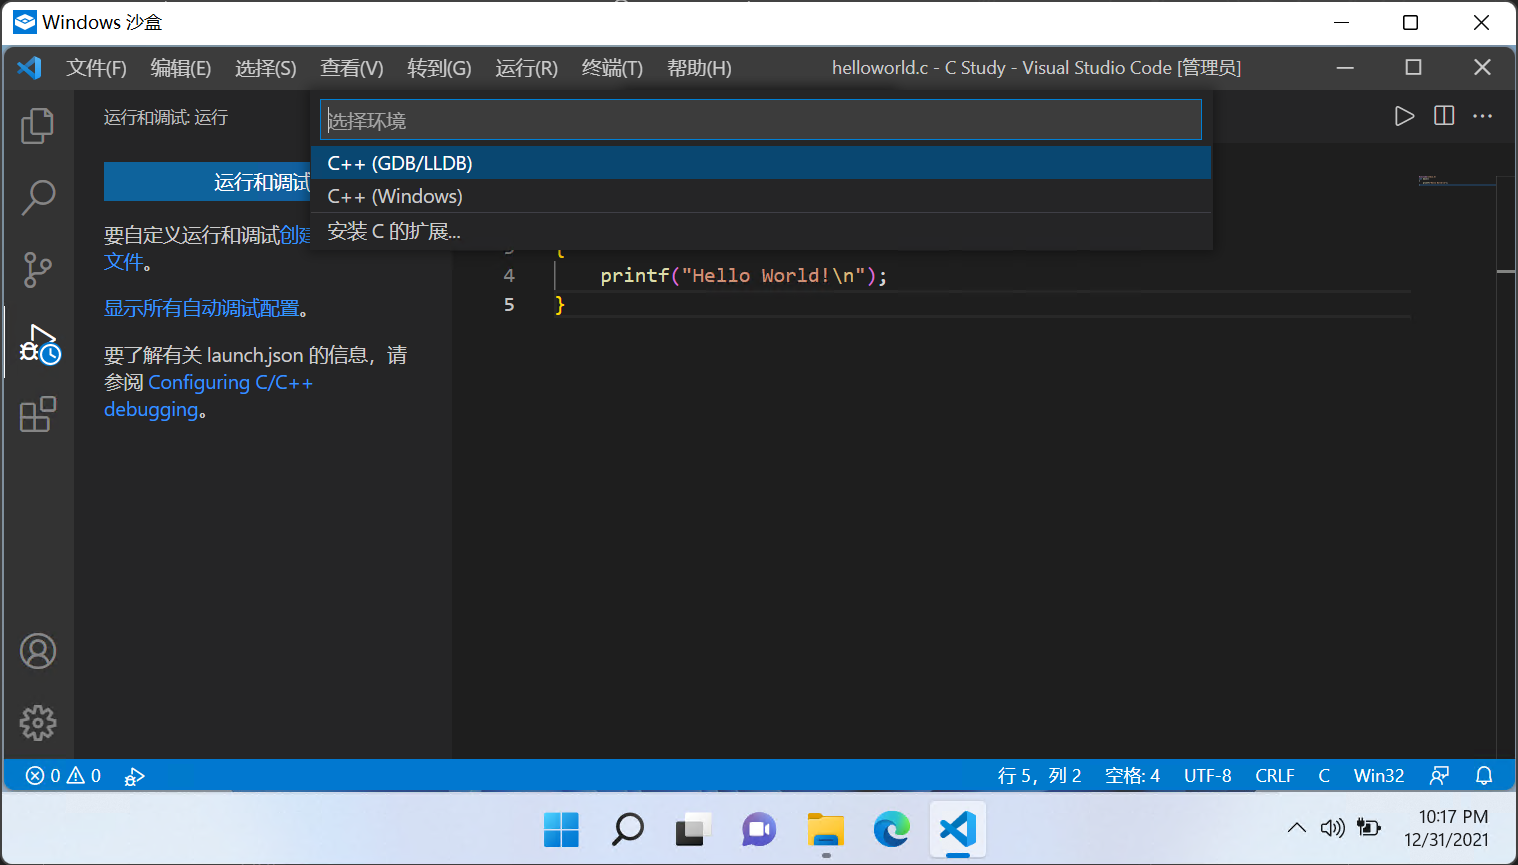 Windows 沙盒
文件(F) 编辑(E) 选择(S) 查看(V) 转到(G) 运行(R) 终端(T) 帮助(H) helloworld.c - C Study - Visual Studio Code [管理员]
运行和调试: 运行
选择环境
C++ (GDB/LLDB)
C++ (Windows)
安装 C 的扩展...
运行和调试
要自定义运行和调试创建
文件。
显示所有自动调试配置。
要了解有关 launch.json 的信息，请
参阅 Configuring C/C++
debugging。
{
4 printf("Hello World!\n");
5 }
0 0 行 5，列 2 空格: 4 UTF-8 CRLF C Win32
10:17 PM
12/31/2021